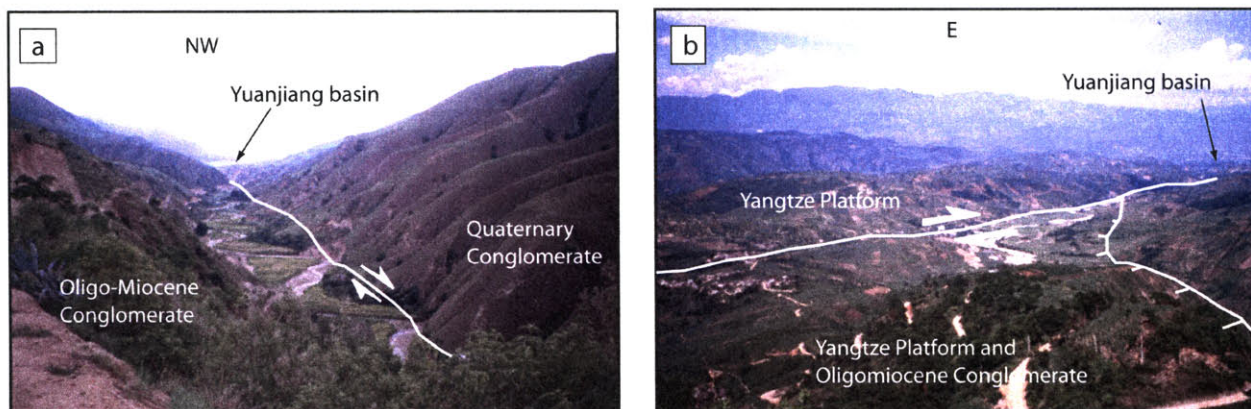 a
NW
Yuanjiang basin
Quaternary
Conglomerate
Oligo-Miocene
Conglomerate
b
E
Yuanjiang basin
Yangtze Platform
Yangtze Platform and
Oligomiocene Conglomerate